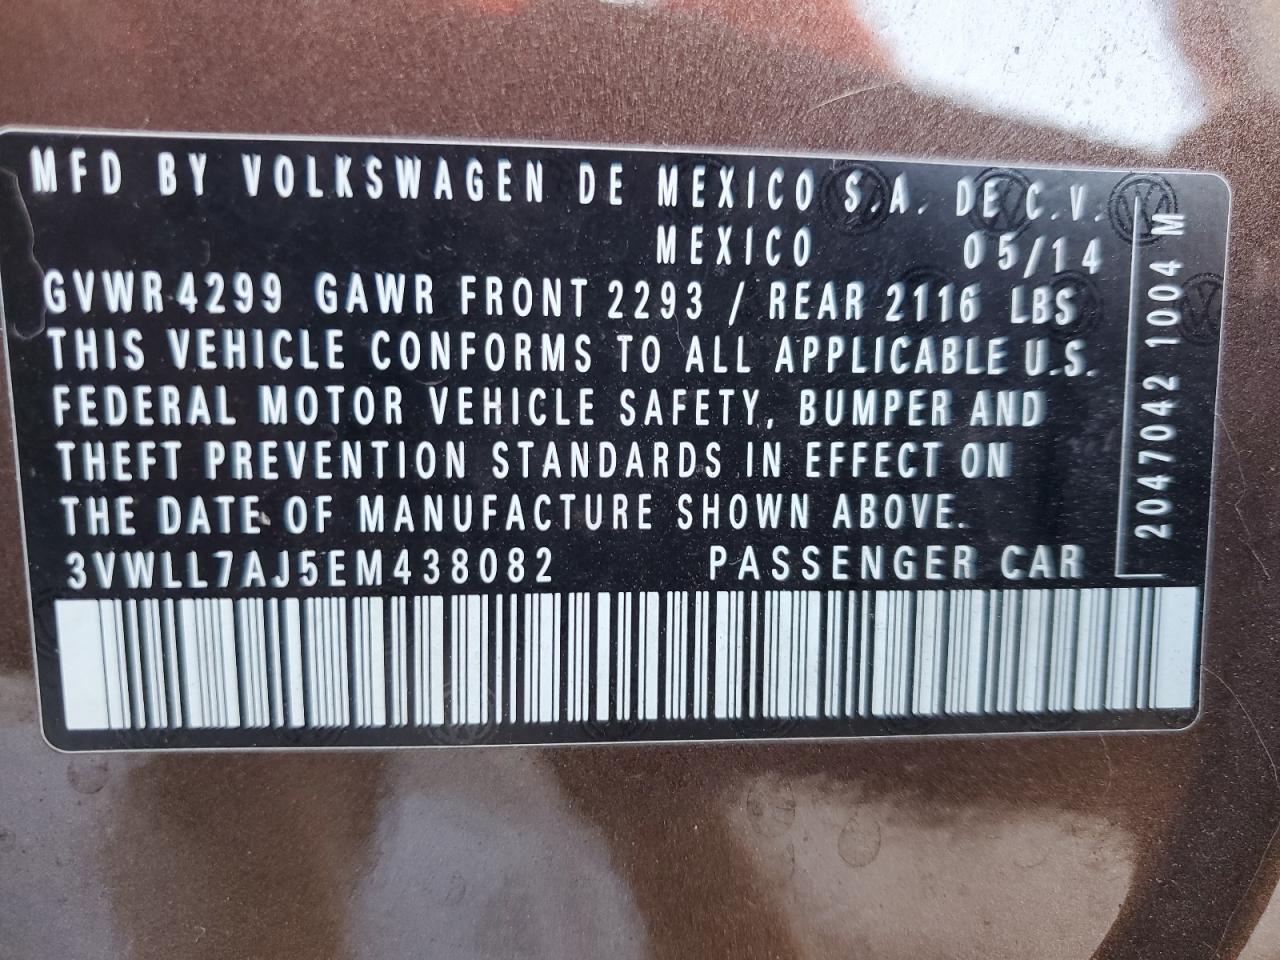 MFD BY VOLKSWAGEN DE MEXICO S.A. DE C.V.
MEXICO 05/14
GVWR 4299 GAWR FRONT 2293 / REAR 2116 LBS
THIS VEHICLE CONFORMS TO ALL APPLICABLE U.S.
FEDERAL MOTOR VEHICLE SAFETY, BUMPER AND
THEFT PREVENTION STANDARDS IN EFFECT ON
THE DATE OF MANUFACTURE SHOWN ABOVE.
3VWLL7AJ5EM438082 PASSENGER CAR
2047042 1004 M